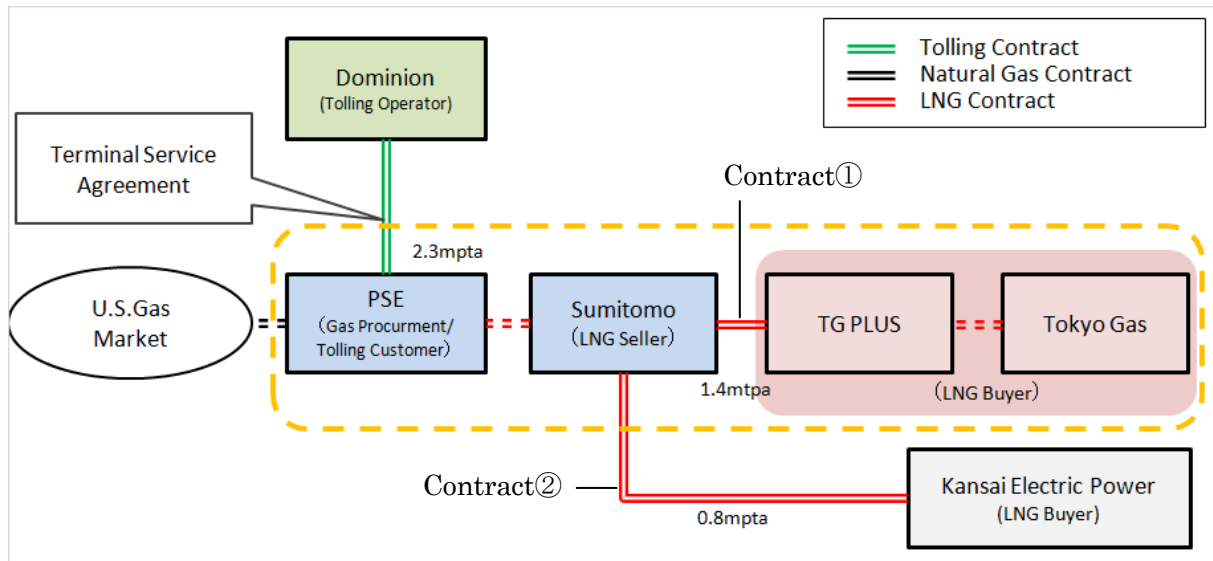 Dominion
(Tolling Operator)
Tolling Contract
Natural Gas Contract
LNG Contract
Terminal Service
Agreement
Contract①
2.3mpta
U.S.Gas
Market
PSE
(Gas Procurment/
Tolling Customer)
Sumitomo
(LNG Seller)
TG PLUS
Tokyo Gas
1.4mtpa
(LNG Buyer)
Contract②
0.8mpta
Kansai Electric Power
(LNG Buyer)